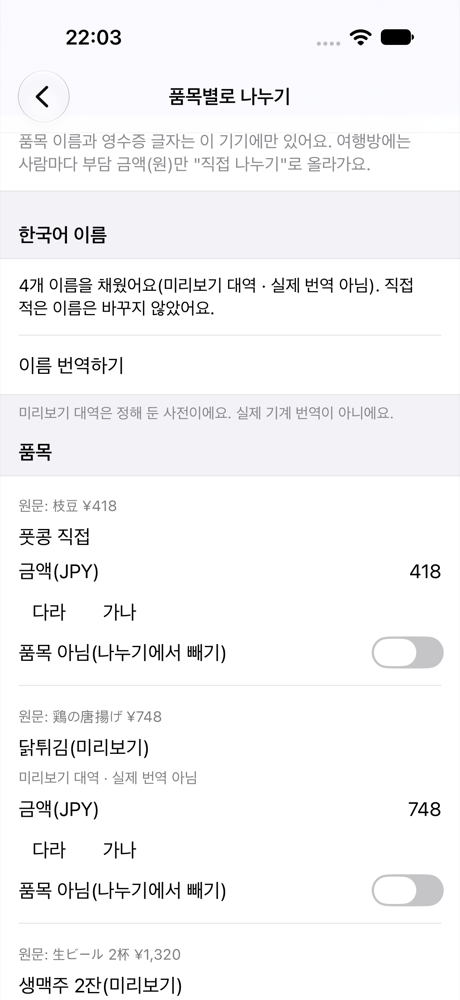 22:03
품목별로 나누기
품목 이름과 영수증 글자는 이 기기에만 있어요. 여행방에는
사람마다 부담 금액(원)만 "직접 나누기"로 올라가요.
한국어 이름
4개 이름을 채웠어요(미리보기 대역 · 실제 번역 아님). 직접
적은 이름은 바꾸지 않았어요.
이름 번역하기
미리보기 대역은 정해 둔 사전이에요. 실제 기계 번역이 아니에요.
품목
원문: 枝豆 ¥418
풋콩 직접
금액(JPY) 418
다라 가나
품목 아님(나누기에서 빼기)
원문: 鶏の唐揚げ ¥748
닭튀김(미리보기)
미리보기 대역 · 실제 번역 아님
금액(JPY) 748
다라 가나
품목 아님(나누기에서 빼기)
원문: 生ビール 2杯 ¥1,320
생맥주 2잔(미리보기)